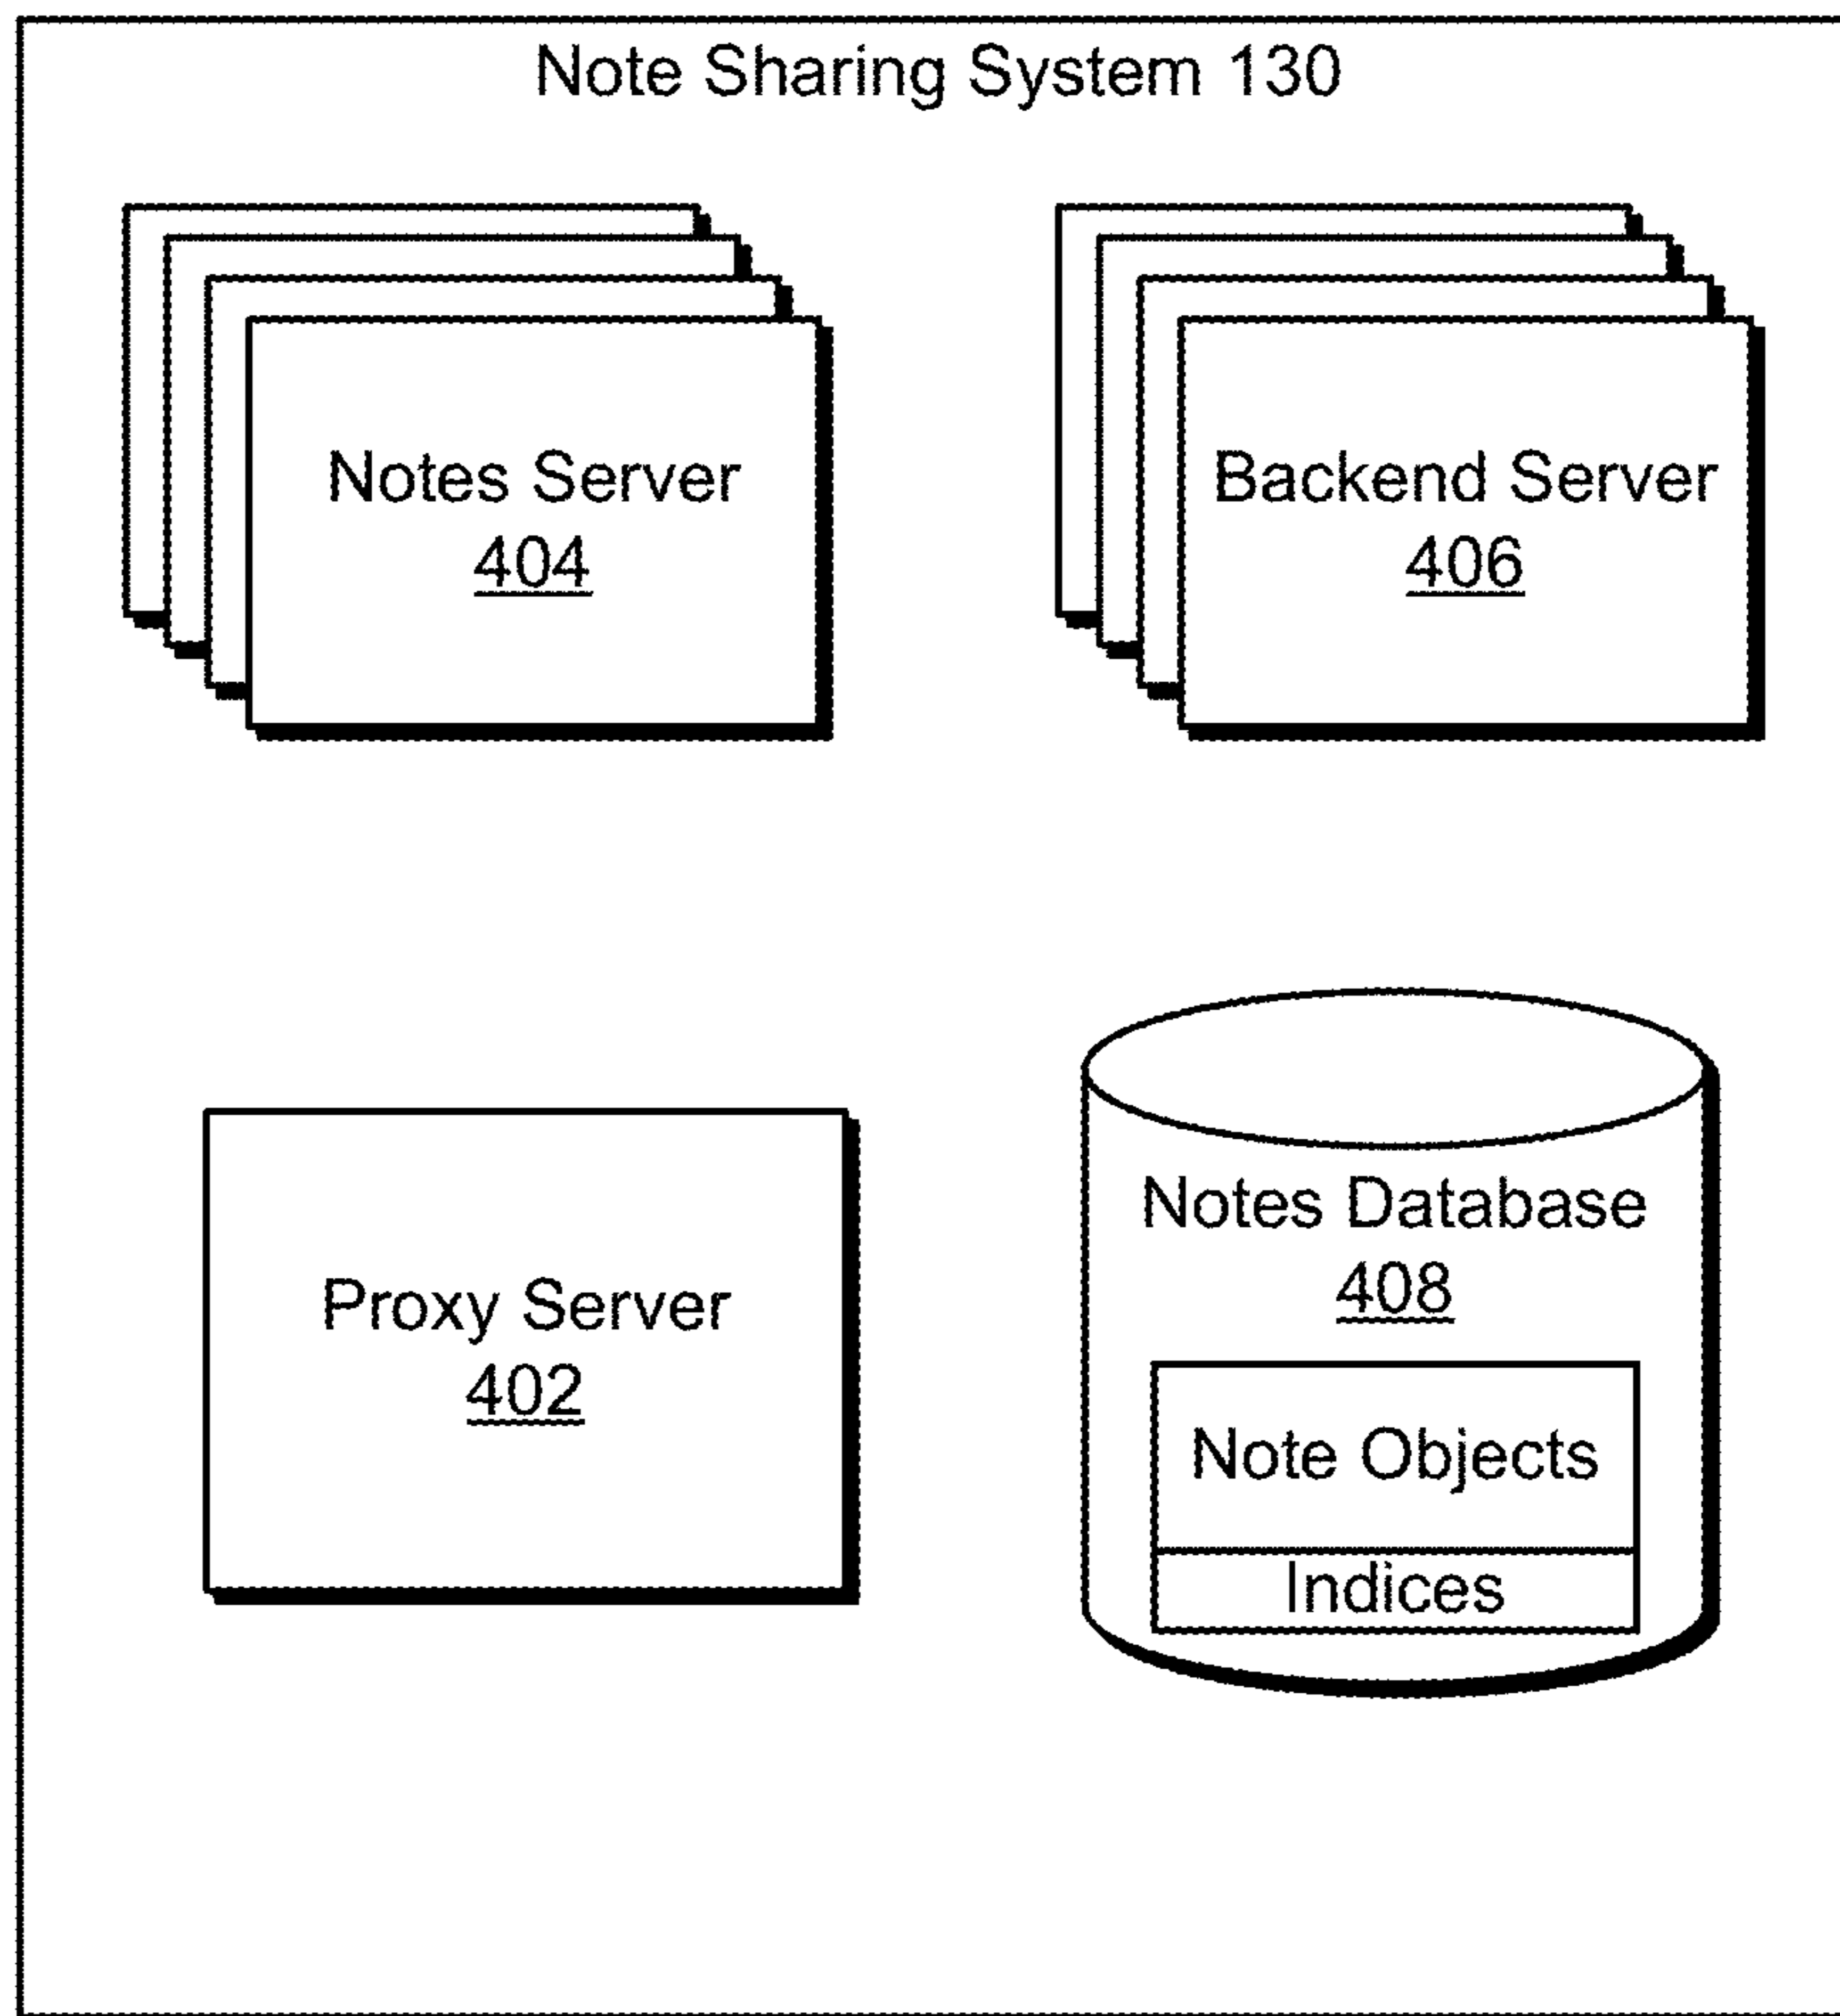 Note Sharing System 130
Notes Server
404
Backend Server
406
Proxy Server
402
Notes Database
408
Note Objects
Indices